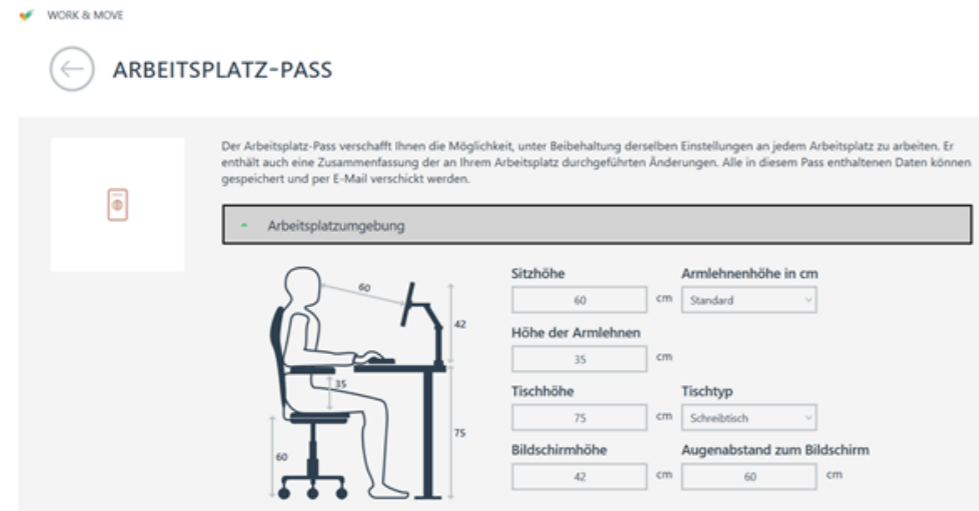 WORK & MOVE
ARBEITSPLATZ-PASS
Der Arbeitsplatz-Pass verschafft Ihnen die Möglichkeit, unter Beibehaltung derselben Einstellungen an jedem Arbeitsplatz zu arbeiten. Er
enthält auch eine Zusammenfassung der an Ihrem Arbeitsplatz durchgeführten Änderungen. Alle in diesem Pass enthaltenen Daten können
gespeichert und per E-Mail verschickt werden.
Arbeitsplatzumgebung
60
42
35
75
60
Sitzhöhe Armlehnenhöhe in cm
60 cm Standard
Höhe der Armlehnen
35 cm
Tischhöhe Tischtyp
75 cm Schreibtisch
Bildschirmhöhe Augenabstand zum Bildschirm
42 cm 60 cm